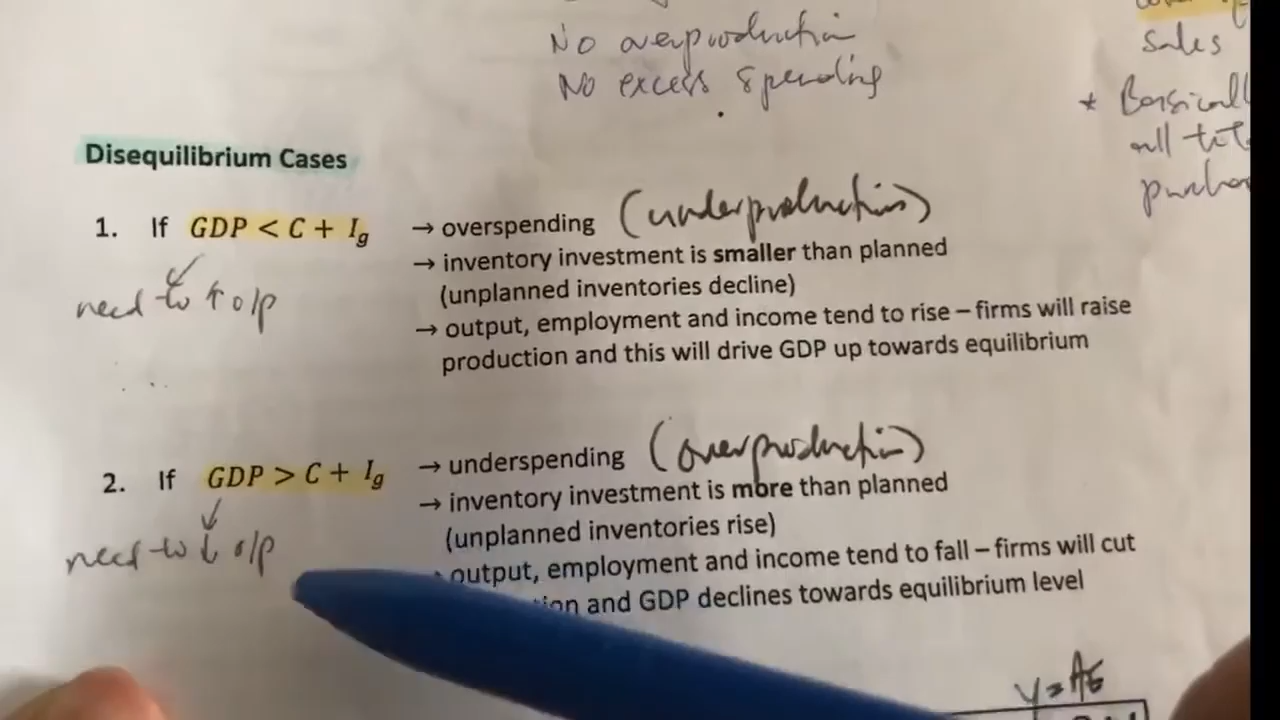 No overproduction
No excess spending
sales
*
all
Disequilibrium Cases
1. If GDP < C + Ig → overspending (underproduction)
→ inventory investment is smaller than planned
(unplanned inventories decline)
need to ↑ o/p
→ output, employment and income tend to rise – firms will raise
production and this will drive GDP up towards equilibrium
2. If GDP > C + Ig → underspending (overproduction)
→ inventory investment is more than planned
(unplanned inventories rise)
need to ↓ o/p
output, employment and income tend to fall – firms will cut
and GDP declines towards equilibrium level
Y = AE